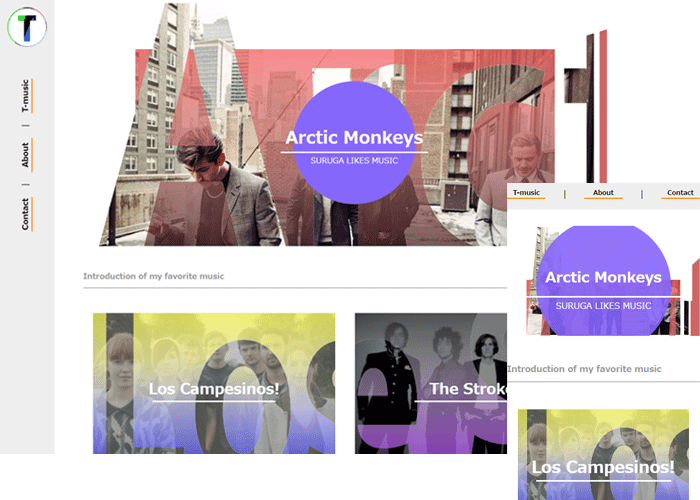 T
T-music
|
About
|
Contact
Arctic Monkeys
SURUGA LIKES MUSIC
Introduction of my favorite music
Los Campesinos!
The Stroke
T-music | About | Contact
Arctic Monkeys
SURUGA LIKES MUSIC
Introduction of my favorite music
Los Campesinos!